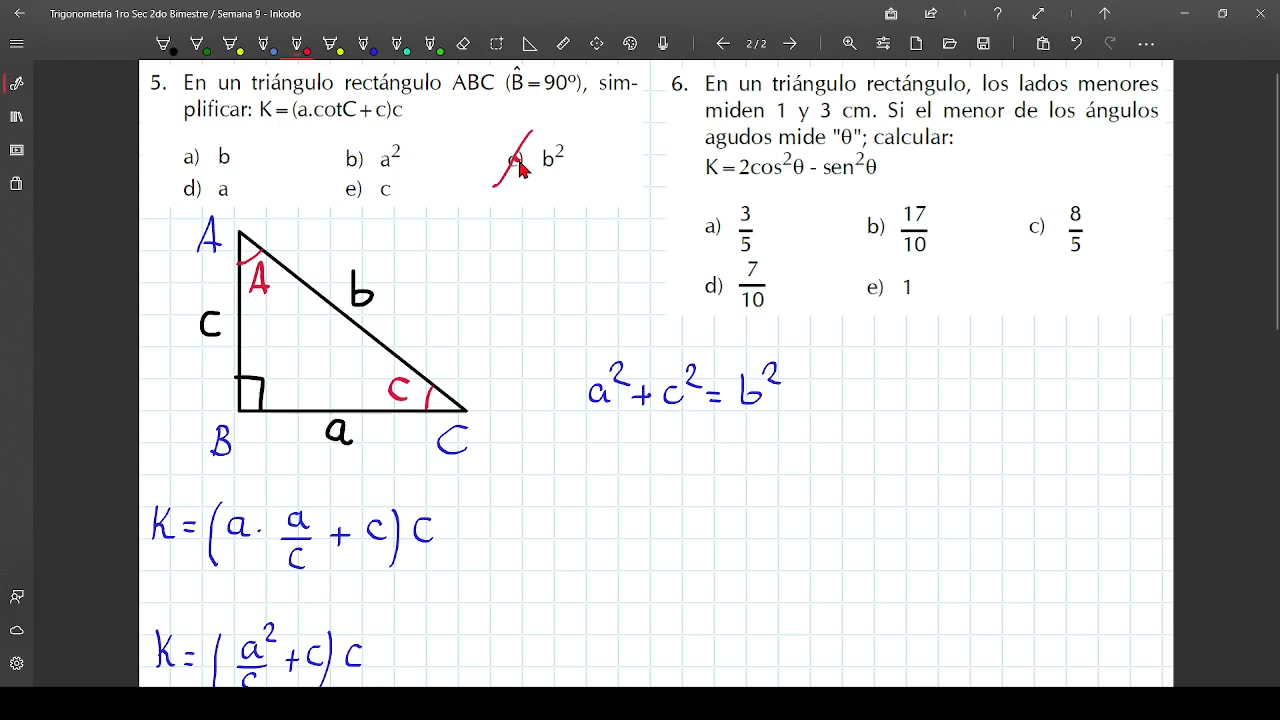 Trigonometría 1ro Sec 2do Bimestre / Semana 9 - Inkodo
2/2
5. En un triángulo rectángulo ABC (B̂=90º), sim-
plificar: K=(a.cotC+c)c
a) b b) a² c) b²
d) a e) c
6. En un triángulo rectángulo, los lados menores
miden 1 y 3 cm. Si el menor de los ángulos
agudos mide "θ"; calcular:
K=2cos²θ - sen²θ
a) 3/5 b) 17/10 c) 8/5
d) 7/10 e) 1
A
A
b
c
c
B
a
C
a² + c² = b²
K = (a · a/c + c) c
K = (a²/c + c) c